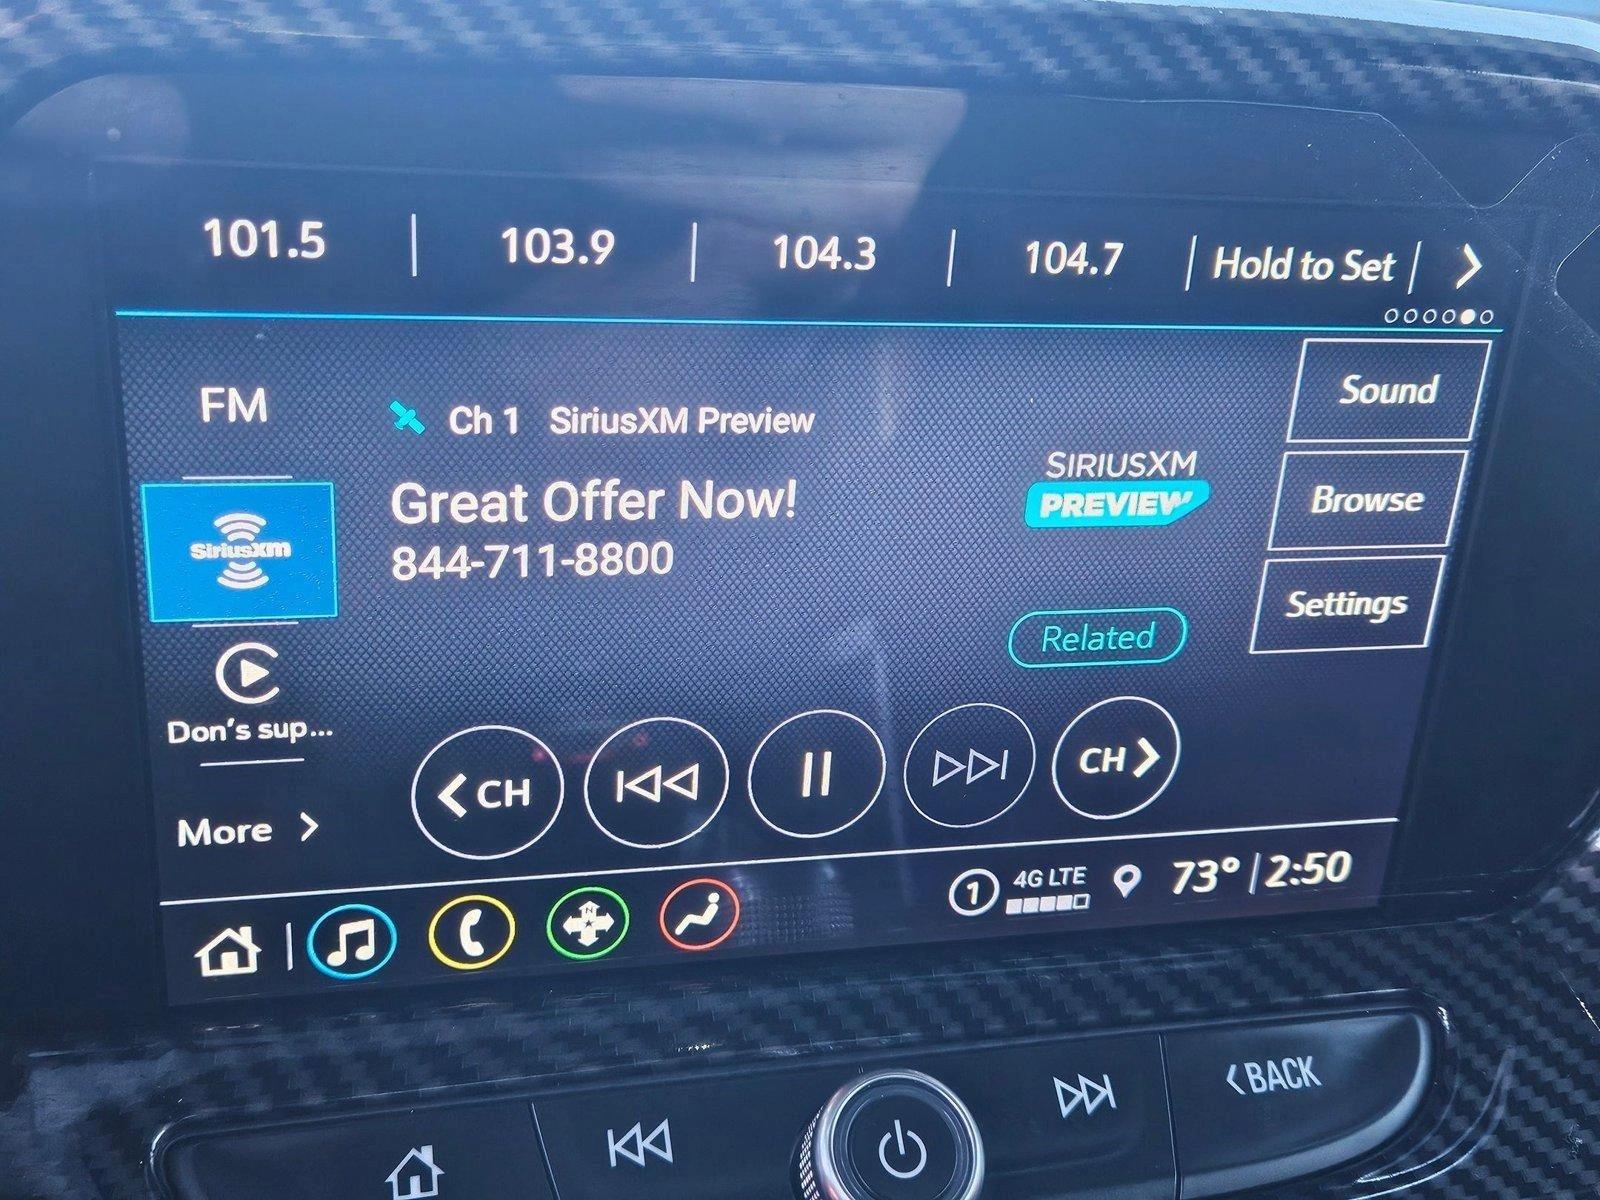 101.5 103.9 104.3 104.7 Hold to Set
FM
SiriusXM
Don's sup...
More
Ch 1 SiriusXM Preview
Great Offer Now!
844-711-8800
SIRIUSXM
PREVIEW
Related
Sound
Browse
Settings
CH
CH
N
1 4G LTE 73° 2:50
BACK